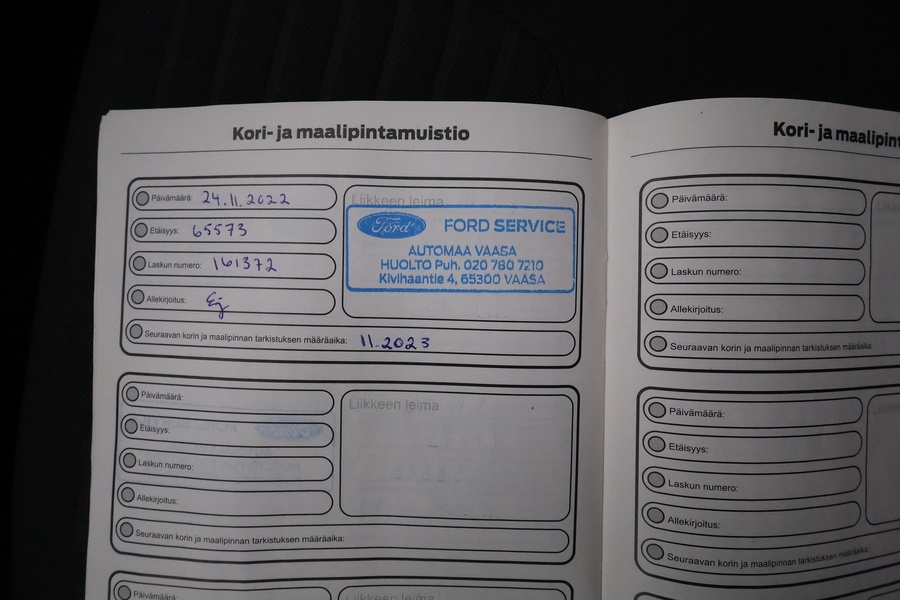 Kori- ja maalipintamuistio
Päivämäärä: 24.11.2022
Etäisyys: 65573
Laskun numero: 161372
Allekirjoitus:
Liikkeen leima
Ford FORD SERVICE
AUTOMAA VAASA
HUOLTO Puh. 020 780 7210
Kivihaantie 4, 65300 VAASA
Seuraavan korin ja maalipinnan tarkistuksen määräaika: 11.2023
Päivämäärä:
Etäisyys:
Laskun numero:
Allekirjoitus:
Liikkeen leima
Seuraavan korin ja maalipinnan tarkistuksen määräaika:
Päivämäärä:
Liikkeen leima
Kori- ja maalipint
Päivämäärä:
Etäisyys:
Laskun numero:
Allekirjoitus:
Seuraavan korin ja maalipinnan tarkistuksen määräaika:
Päivämäärä:
Etäisyys:
Laskun numero:
Allekirjoitus:
Seuraavan korin ja maalipinnan tarkistuksen määräaika: